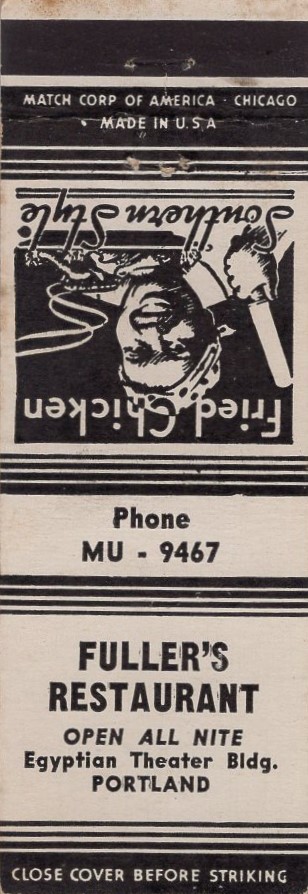 MATCH CORP OF AMERICA · CHICAGO
MADE IN U.S.A
Southern Style
Fried Chicken
Phone
MU - 9467
FULLER'S
RESTAURANT
OPEN ALL NITE
Egyptian Theater Bldg.
PORTLAND
CLOSE COVER BEFORE STRIKING